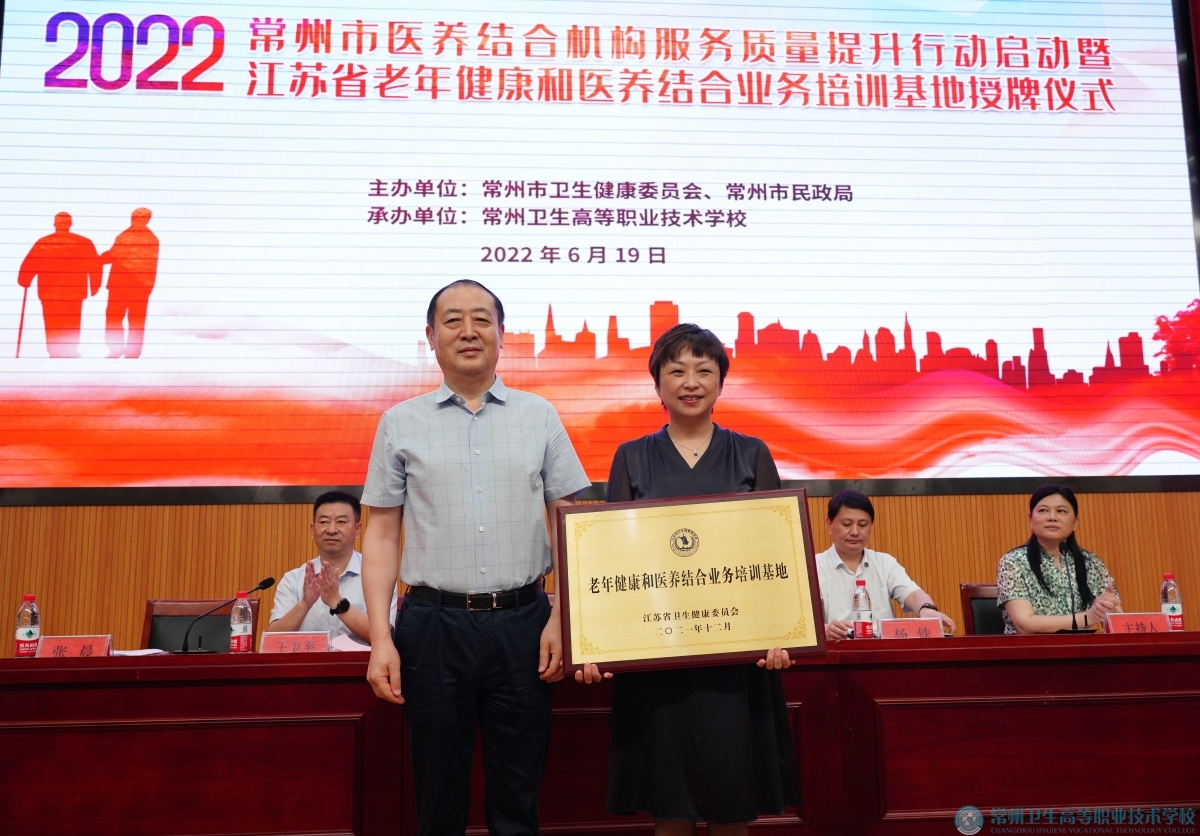 2022 常州市医养结合机构服务质量提升行动启动暨
江苏省老年健康和医养结合业务培训基地授牌仪式
主办单位：常州市卫生健康委员会、常州市民政局
承办单位：常州卫生高等职业技术学校
2022 年 6 月 19 日
老年健康和医养结合业务培训基地
江苏省卫生健康委员会
二〇二一年十二月
张 晨
杨 铁
主持人
常州卫生高等职业技术学校
CHANGZHOU HYGIENE VOCATIONAL TECHNOLOGY COLLEGE